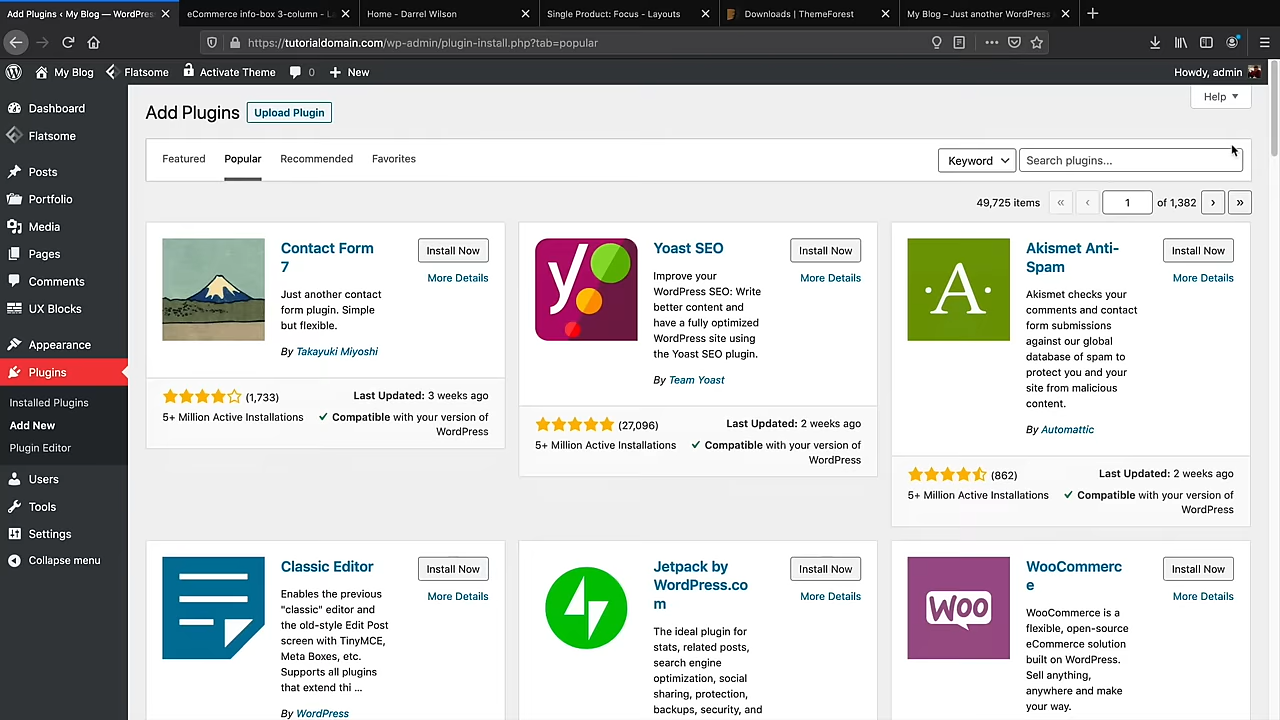 Add Plugins ‹ My Blog — WordPres
eCommerce info-box 3-column - L
Home - Darrel Wilson
Single Product: Focus - Layouts
Downloads | ThemeForest
My Blog – Just another WordPress
https://tutorialdomain.com/wp-admin/plugin-install.php?tab=popular
My Blog
Flatsome
Activate Theme
0
New
Howdy, admin
Dashboard
Flatsome
Posts
Portfolio
Media
Pages
Comments
UX Blocks
Appearance
Plugins
Installed Plugins
Add New
Plugin Editor
Users
Tools
Settings
Collapse menu
Add Plugins
Upload Plugin
Help
Featured
Popular
Recommended
Favorites
Keyword
Search plugins...
49,725 items
«
‹
1
of 1,382
›
»
Contact Form
7
Install Now
More Details
Just another contact
form plugin. Simple
but flexible.
By Takayuki Miyoshi
(1,733)
Last Updated: 3 weeks ago
5+ Million Active Installations
Compatible with your version of
WordPress
y
Yoast SEO
Install Now
More Details
Improve your
WordPress SEO: Write
better content and
have a fully optimized
WordPress site using
the Yoast SEO plugin.
By Team Yoast
(27,096)
Last Updated: 2 weeks ago
5+ Million Active Installations
Compatible with your version of
WordPress
·A·
Akismet Anti-
Spam
Install Now
More Details
Akismet checks your
comments and contact
form submissions
against our global
database of spam to
protect you and your
site from malicious
content.
By Automattic
(862)
Last Updated: 2 weeks ago
5+ Million Active Installations
Compatible with your version of
WordPress
Classic Editor
Install Now
More Details
Enables the previous
"classic" editor and
the old-style Edit Post
screen with TinyMCE,
Meta Boxes, etc.
Supports all plugins
that extend thi ...
By WordPress
Jetpack by
WordPress.co
m
Install Now
More Details
The ideal plugin for
stats, related posts,
search engine
optimization, social
sharing, protection,
backups, security, and
Woo
WooCommerc
e
Install Now
More Details
WooCommerce is a
flexible, open-source
eCommerce solution
built on WordPress.
Sell anything,
anywhere and make
your way.